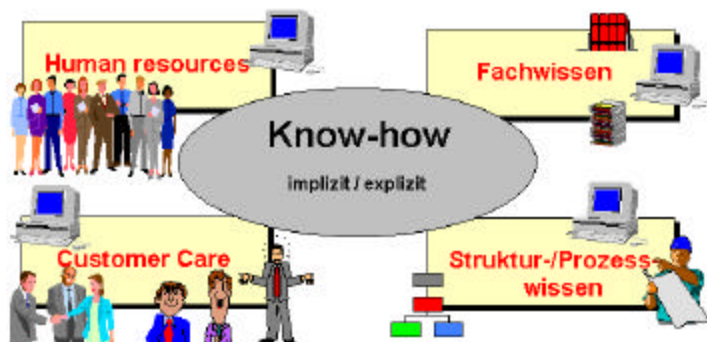 Human resources
Fachwissen
Know-how
implizit / explizit
Customer Care
Struktur-/Prozess
wissen